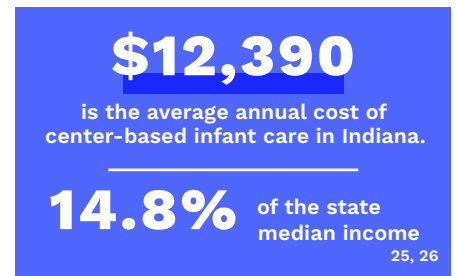 $12,390
is the average annual cost of
center-based infant care in Indiana.
14.8%
of the state
median income
25, 26